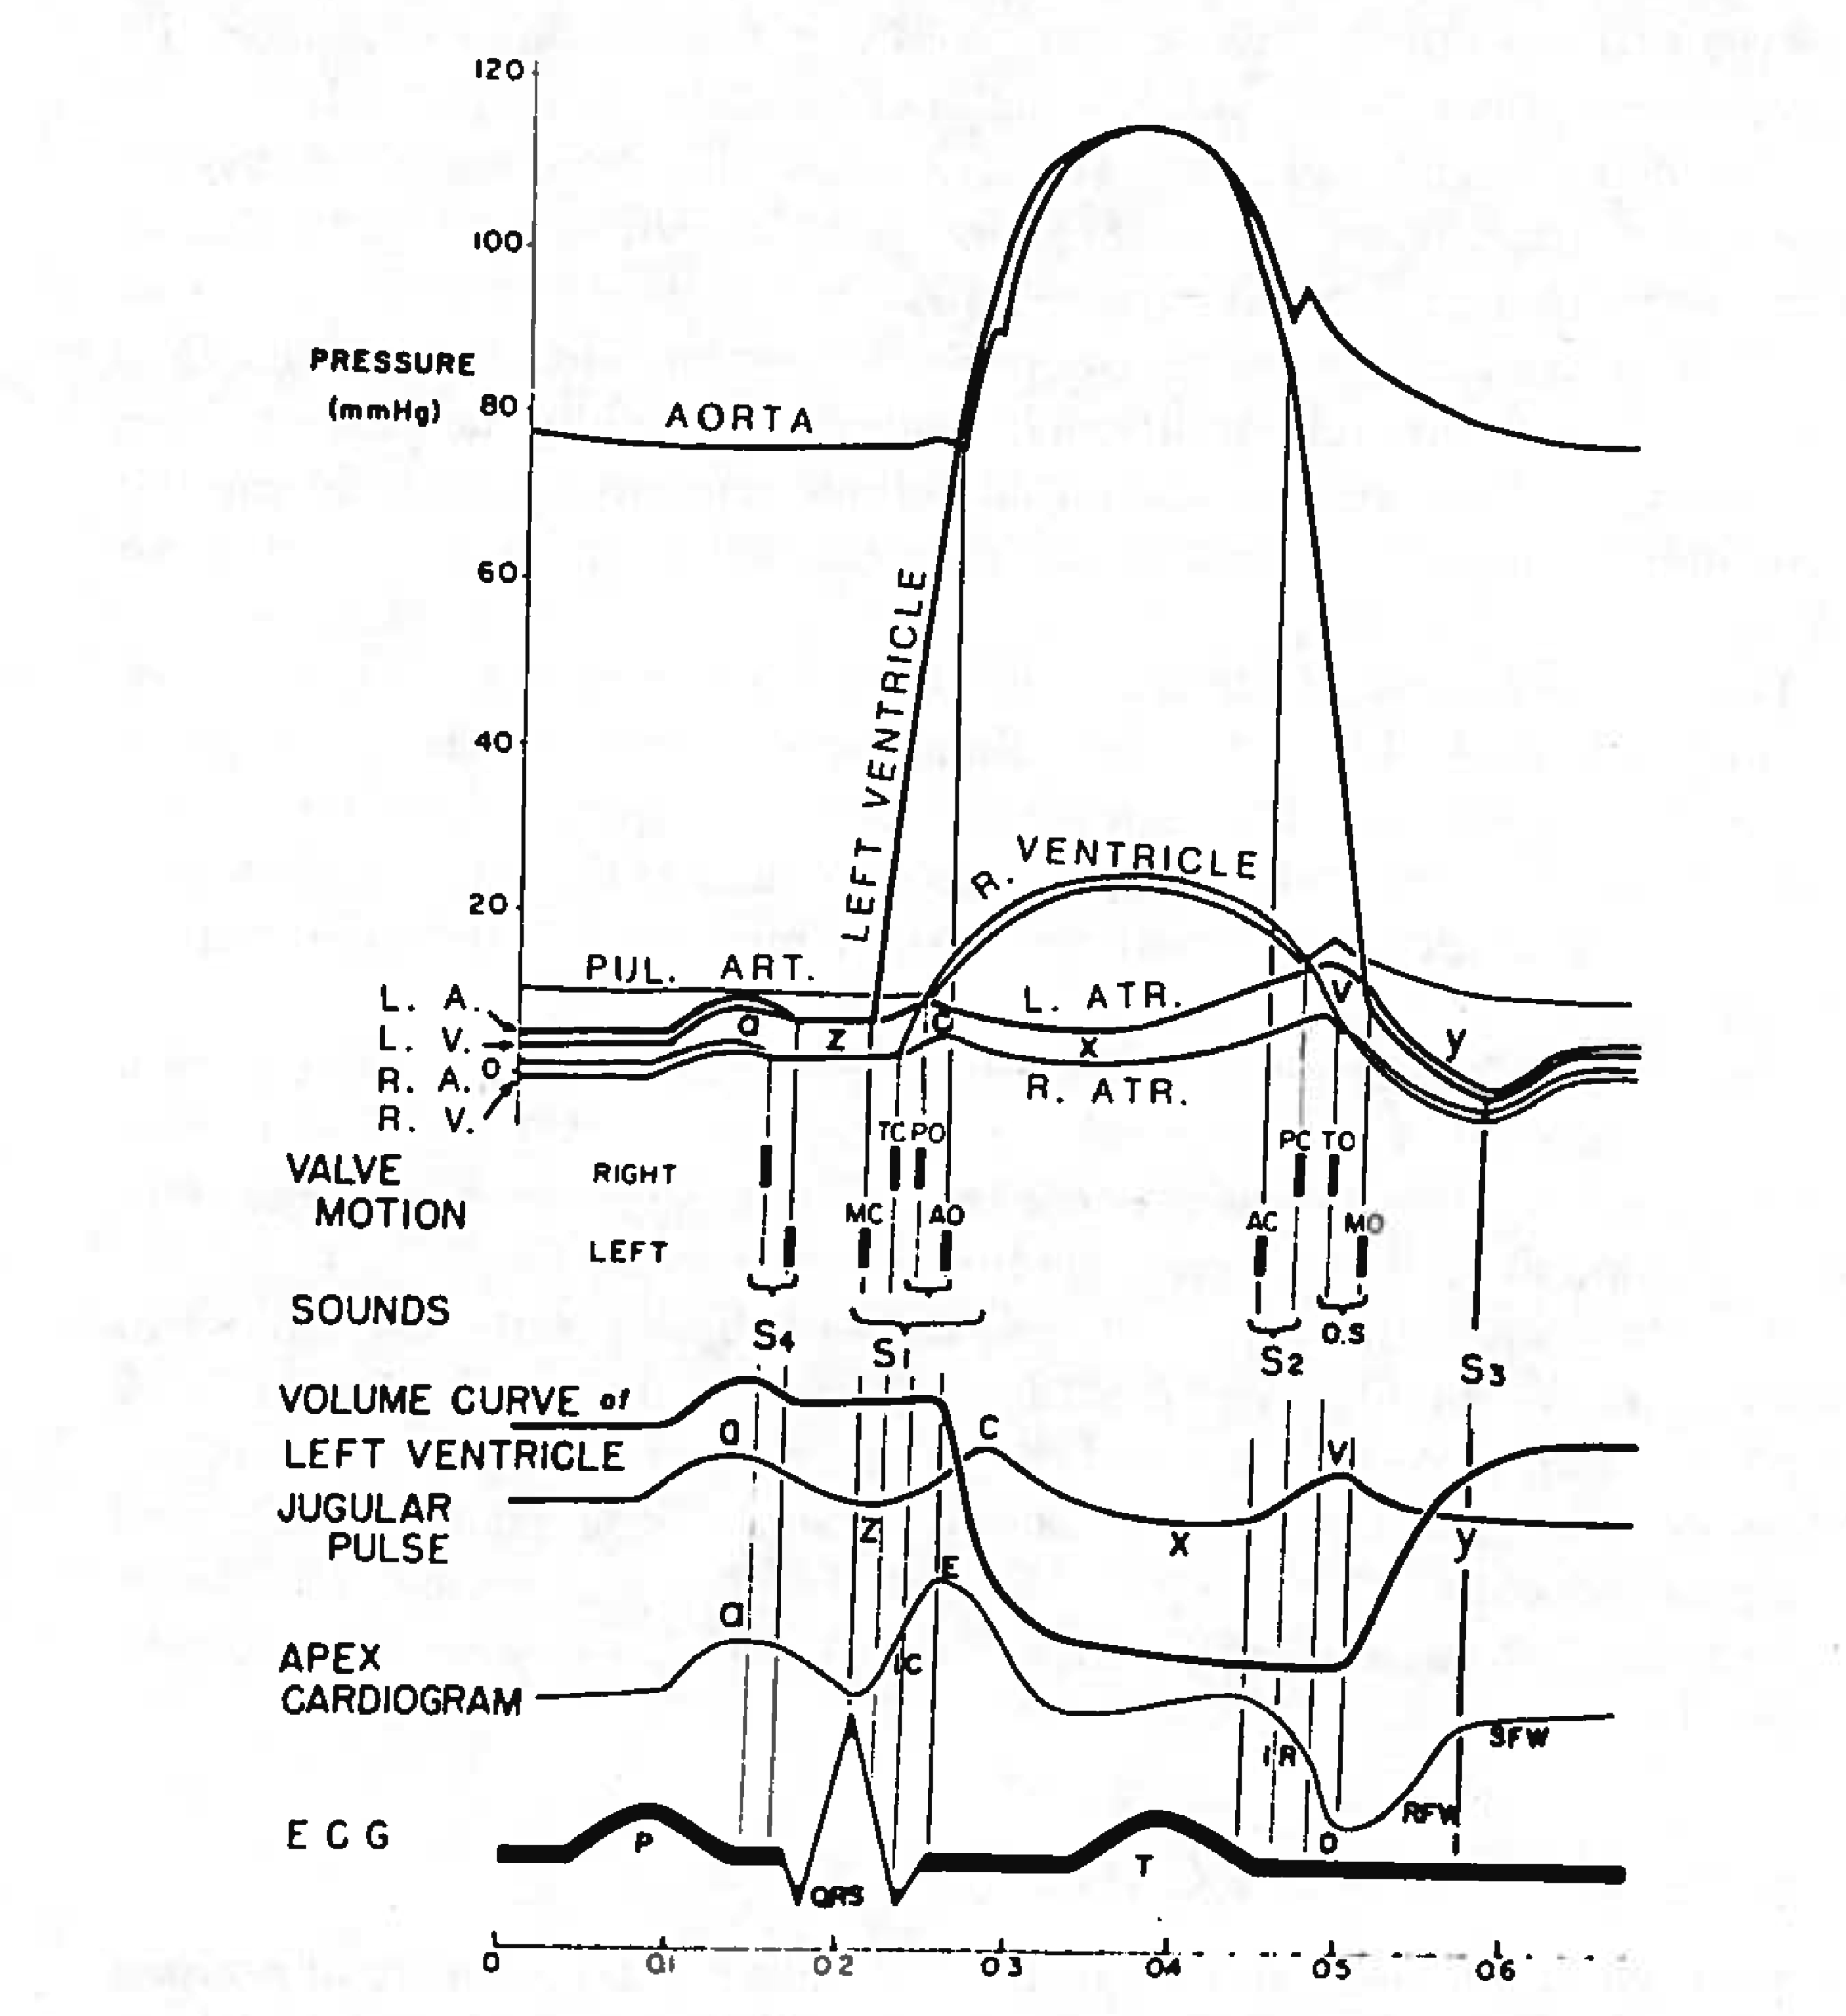 120
100
PRESSURE
(mmHg) 80
AORTA
60
LEFT VENTRICLE
40
R. VENTRICLE
20
PUL. ART.
L. A.
L. ATR.
a
z
C
V
L. V.
x
y
0
R. A.
R. ATR.
R. V.
TC PO
PC TO
VALVE
MOTION
RIGHT
MC AO
AC MO
LEFT
SOUNDS
S4
S1
S2
O.S
S3
VOLUME CURVE of
LEFT VENTRICLE
a
C
V
JUGULAR
PULSE
Z
X
y
E
a
APEX
CARDIOGRAM
IC
IR
SFW
RFW
O
ECG
P
QRS
T
0 0.1 0.2 0.3 0.4 0.5 0.6